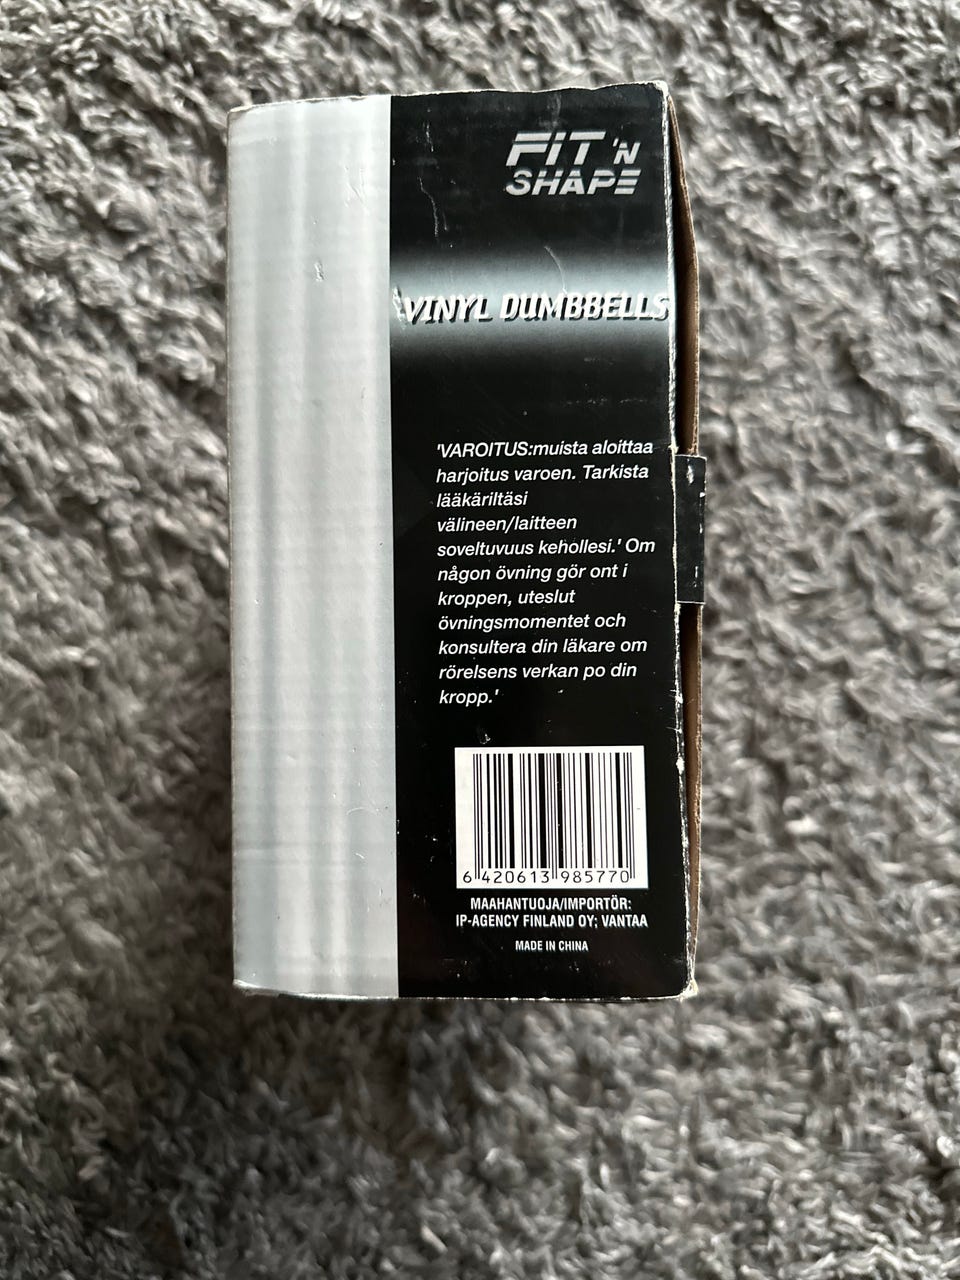 FIT 'N
SHAPE
VINYL DUMBBELLS
'VAROITUS:muista aloittaa
harjoitus varoen. Tarkista
lääkäriltäsi
välineen/laitteen
soveltuvuus kehollesi.' Om
någon övning gör ont i
kroppen, uteslut
övningsmomentet och
konsultera din läkare om
rörelsens verkan po din
kropp.'
6 420613 985770
MAAHANTUOJA/IMPORTÖR:
IP-AGENCY FINLAND OY; VANTAA
MADE IN CHINA